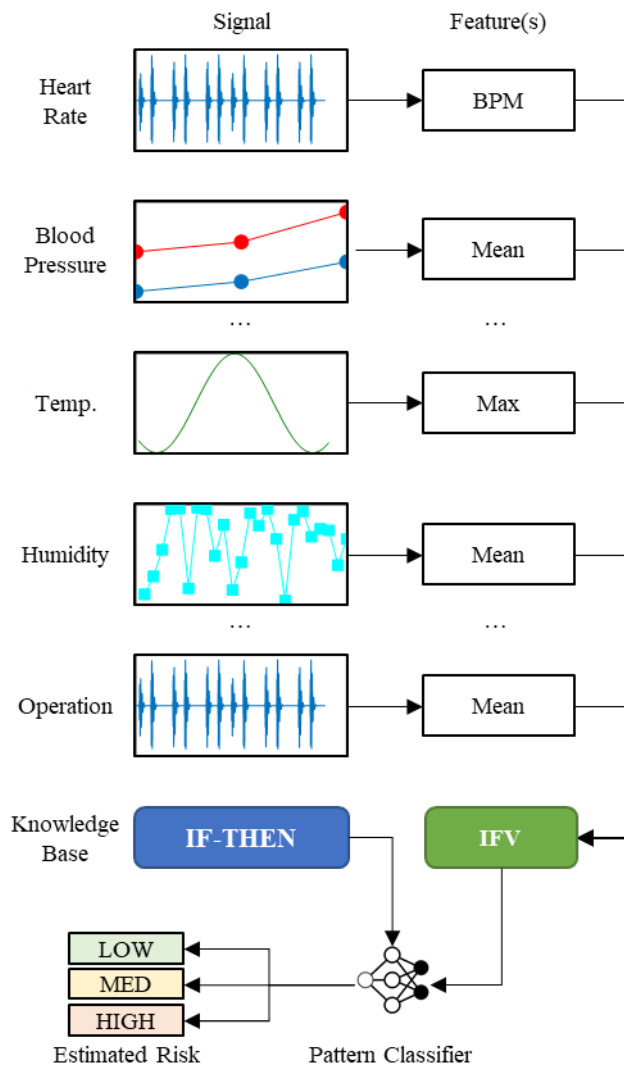 Signal Feature(s)
Heart
Rate
BPM
Blood
Pressure
Mean
… …
Temp.
Max
Humidity
Mean
… …
Operation
Mean
Knowledge
Base
IF-THEN
IFV
LOW
MED
HIGH
Estimated Risk
Pattern Classifier